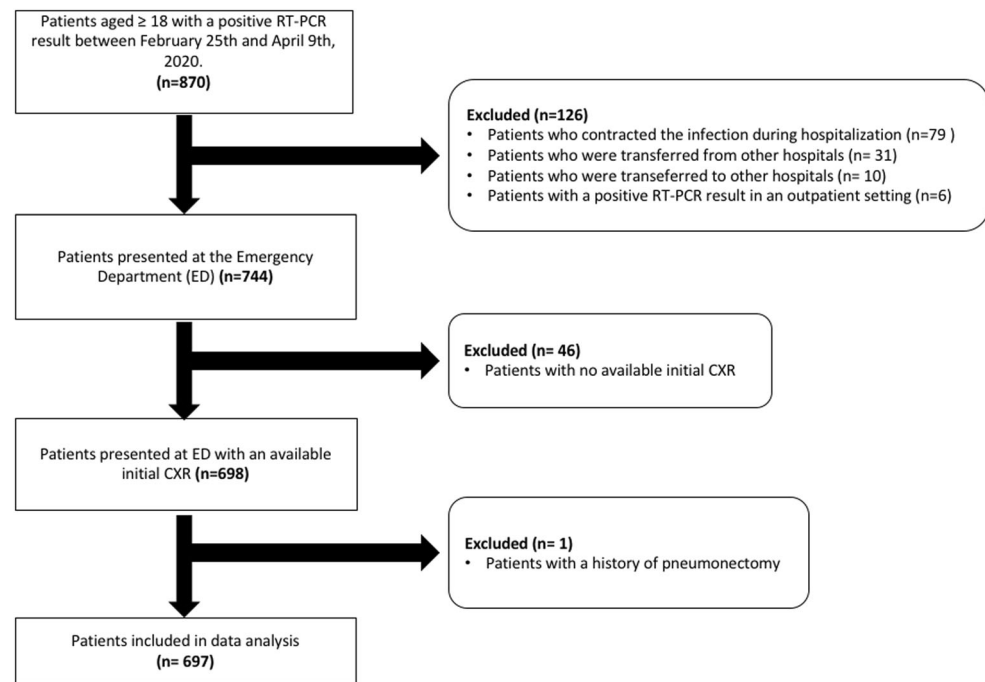 Patients aged ≥ 18 with a positive RT-PCR
result between February 25th and April 9th,
2020.
(n=870)
Excluded (n=126)
• Patients who contracted the infection during hospitalization (n=79 )
• Patients who were transferred from other hospitals (n= 31)
• Patients who were transeferred to other hospitals (n= 10)
• Patients with a positive RT-PCR result in an outpatient setting (n=6)
Patients presented at the Emergency
Department (ED) (n=744)
Excluded (n= 46)
• Patients with no available initial CXR
Patients presented at ED with an available
initial CXR (n=698)
Excluded (n= 1)
• Patients with a history of pneumonectomy
Patients included in data analysis
(n= 697)